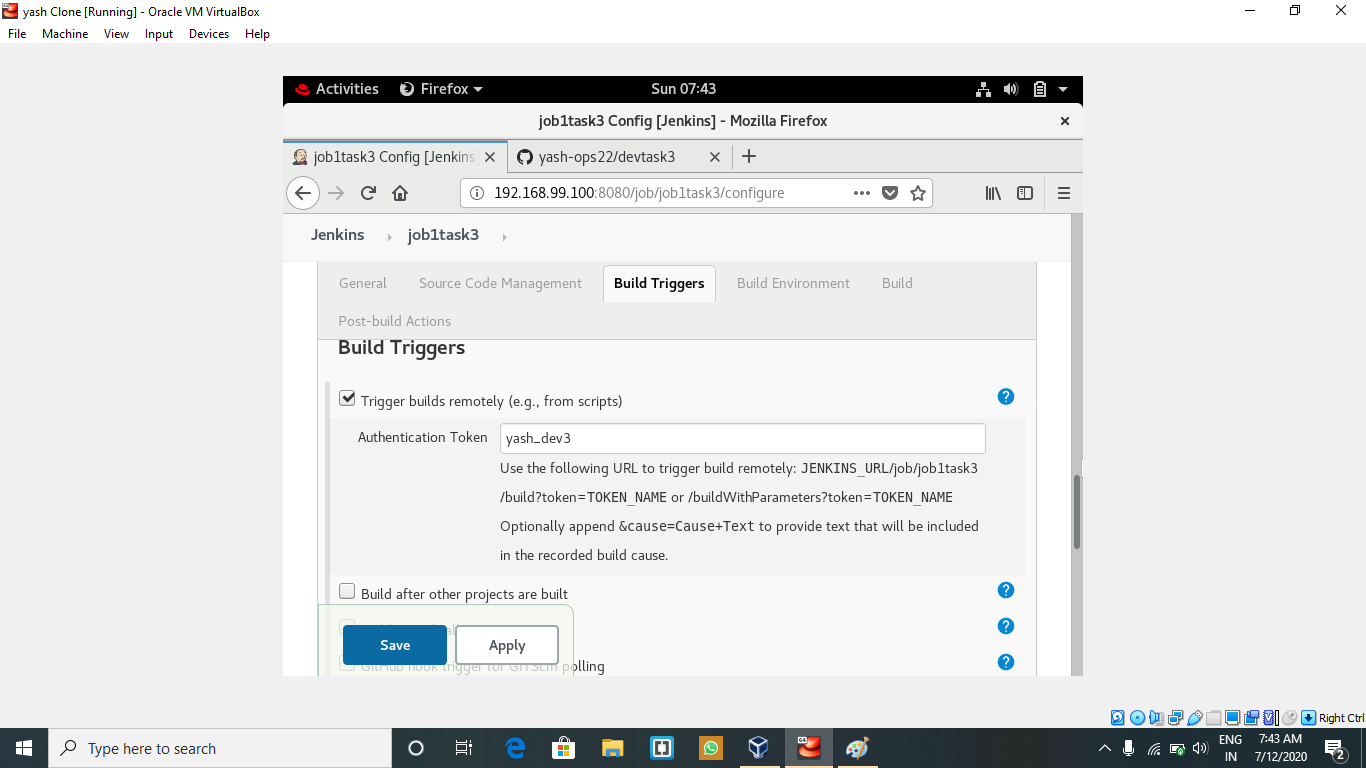 yash Clone [Running] - Oracle VM VirtualBox
File Machine View Input Devices Help
Activities Firefox Sun 07:43
job1task3 Config [Jenkins] - Mozilla Firefox
job1task3 Config [Jenkins] yash-ops22/devtask3
192.168.99.100:8080/job/job1task3/configure
Jenkins job1task3
General Source Code Management Build Triggers Build Environment Build
Post-build Actions
Build Triggers
Trigger builds remotely (e.g., from scripts)
Authentication Token yash_dev3
Use the following URL to trigger build remotely: JENKINS_URL/job/job1task3
/build?token=TOKEN_NAME or /buildWithParameters?token=TOKEN_NAME
Optionally append &cause=Cause+Text to provide text that will be included
in the recorded build cause.
Build after other projects are built
Save Apply
GitHub hook trigger for GITScm polling
Right Ctrl
Type here to search
ENG 7:43 AM
IN 7/12/2020
2